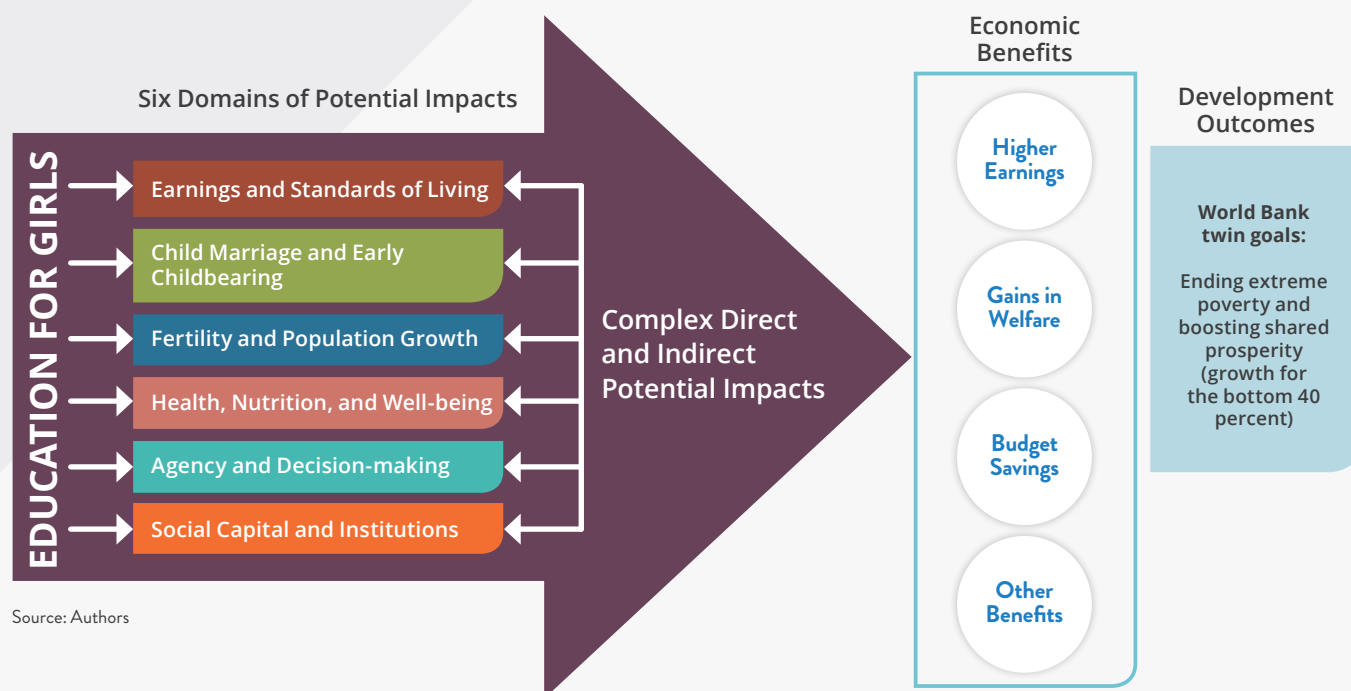 Six Domains of Potential Impacts
EDUCATION FOR GIRLS
Earnings and Standards of Living
Child Marriage and Early
Childbearing
Fertility and Population Growth
Health, Nutrition, and Well-being
Agency and Decision-making
Social Capital and Institutions
Complex Direct
and Indirect
Potential Impacts
Economic
Benefits
Higher
Earnings
Gains in
Welfare
Budget
Savings
Other
Benefits
Development
Outcomes
World Bank
twin goals:
Ending extreme
poverty and
boosting shared
prosperity
(growth for
the bottom 40
percent)
Source: Authors